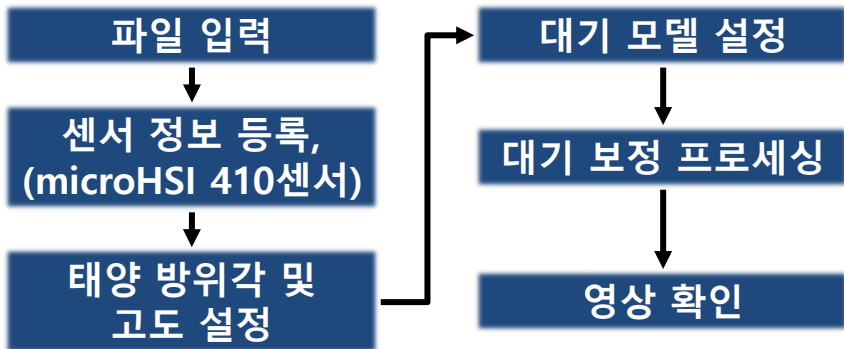 파일 입력
센서 정보 등록,
(microHSI 410센서)
태양 방위각 및
고도 설정
대기 모델 설정
대기 보정 프로세싱
영상 확인